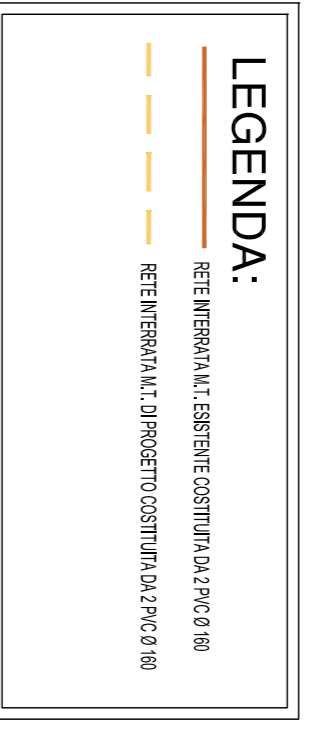 LEGENDA:
RETE INTERRATA M.T. ESISTENTE COSTITUITA DA 2 PVC Ø 160
RETE INTERRATA M.T. DI PROGETTO COSTITUITA DA 2 PVC Ø 160